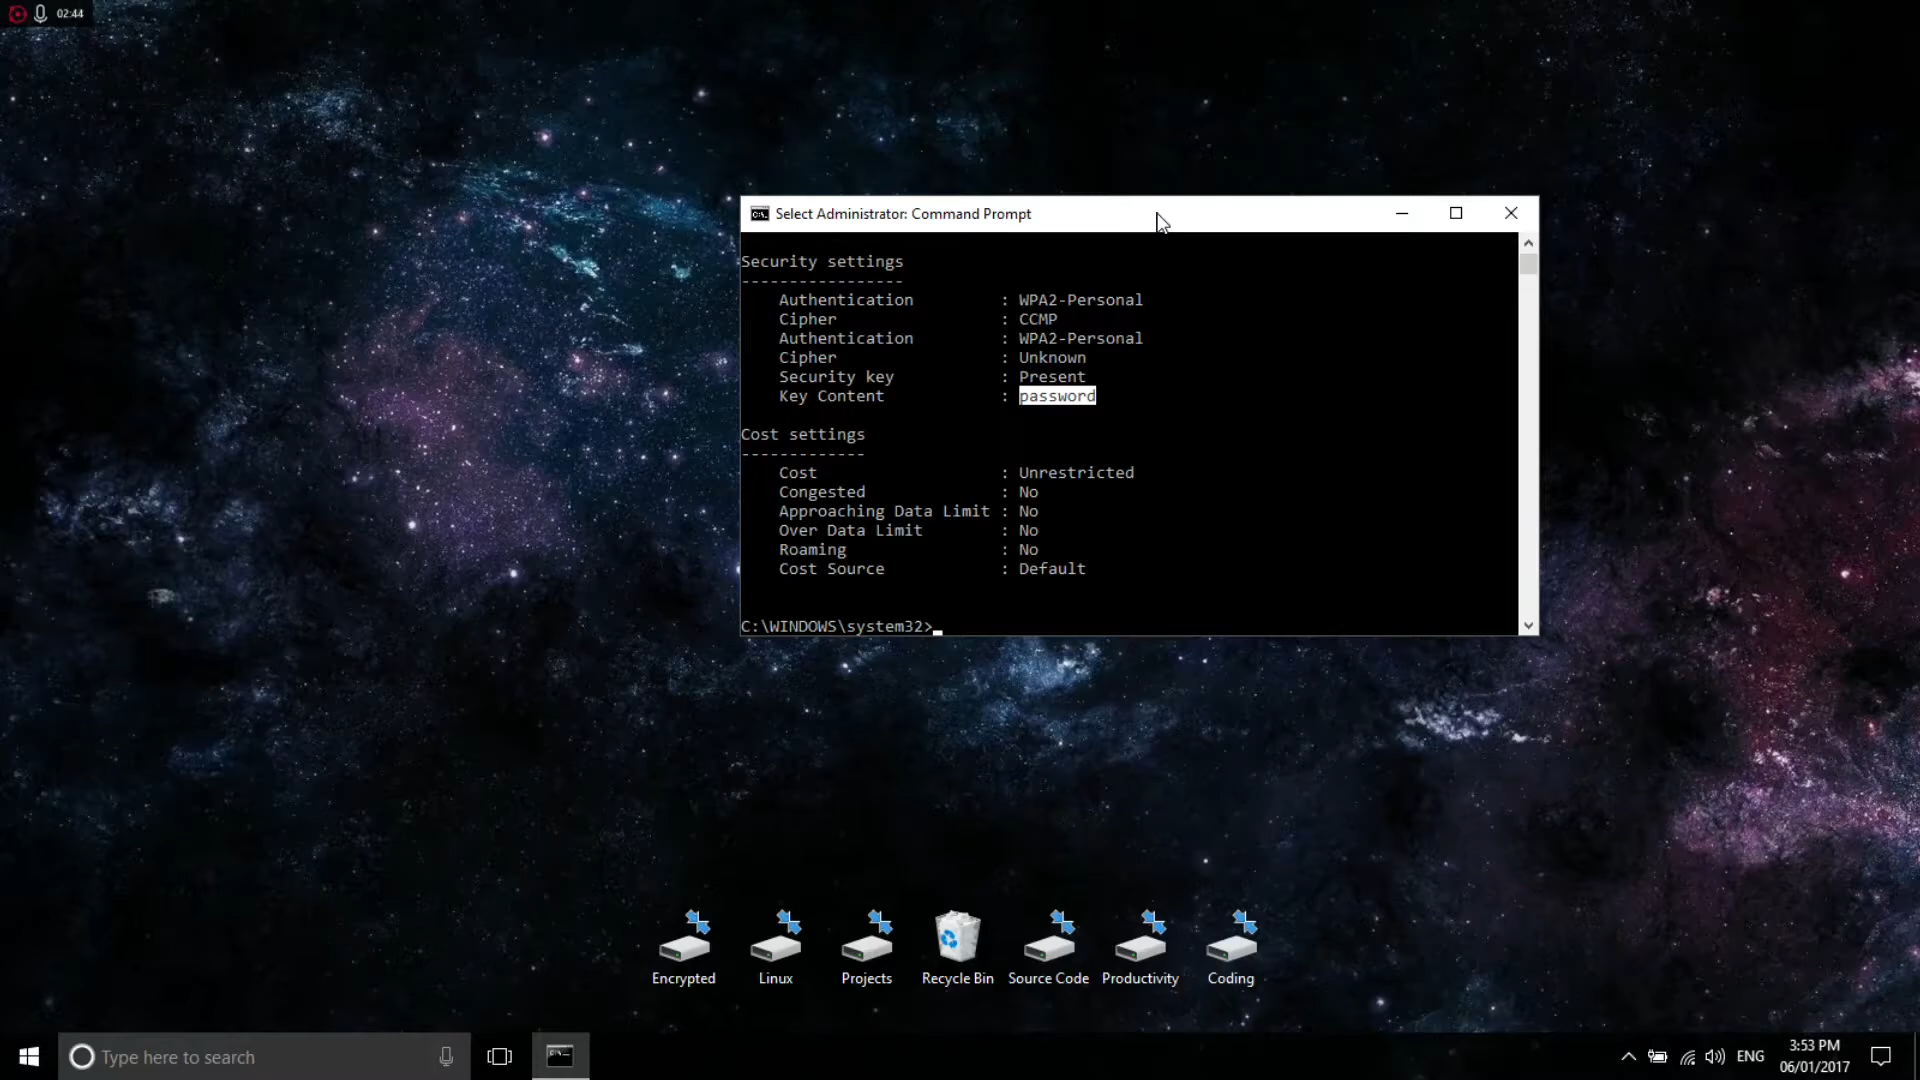 02:44
Select Administrator: Command Prompt
Security settings
-----------------
Authentication : WPA2-Personal
Cipher : CCMP
Authentication : WPA2-Personal
Cipher : Unknown
Security key : Present
Key Content : password
Cost settings
-------------
Cost : Unrestricted
Congested : No
Approaching Data Limit : No
Over Data Limit : No
Roaming : No
Cost Source : Default
C:\WINDOWS\system32>
Encrypted
Linux
Projects
Recycle Bin
Source Code
Productivity
Coding
Type here to search
ENG
3:53 PM
06/01/2017